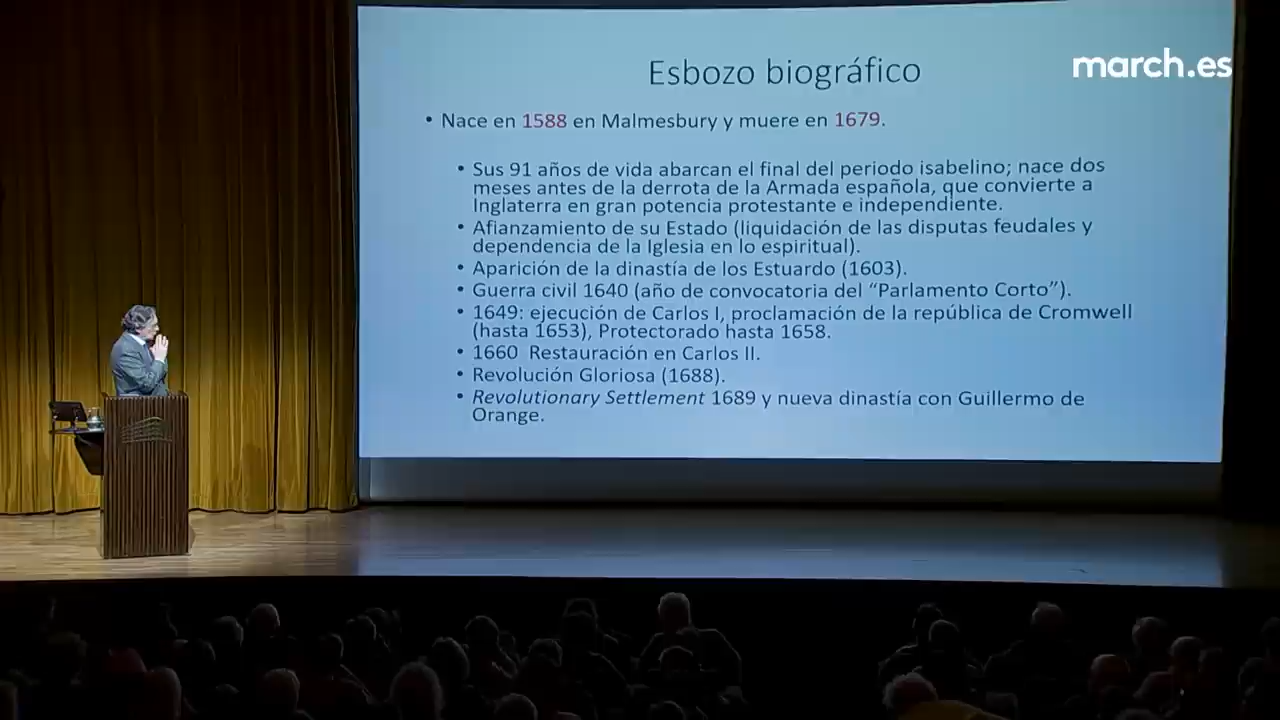 Esbozo biográfico
march.es
• Nace en 1588 en Malmesbury y muere en 1679.
• Sus 91 años de vida abarcan el final del periodo isabelino; nace dos
meses antes de la derrota de la Armada española, que convierte a
Inglaterra en gran potencia protestante e independiente.
• Afianzamiento de su Estado (liquidación de las disputas feudales y
dependencia de la Iglesia en lo espiritual).
• Aparición de la dinastía de los Estuardo (1603).
• Guerra civil 1640 (año de convocatoria del “Parlamento Corto”).
• 1649: ejecución de Carlos I, proclamación de la república de Cromwell
(hasta 1653), Protectorado hasta 1658.
• 1660 Restauración en Carlos II.
• Revolución Gloriosa (1688).
• Revolutionary Settlement 1689 y nueva dinastía con Guillermo de
Orange.